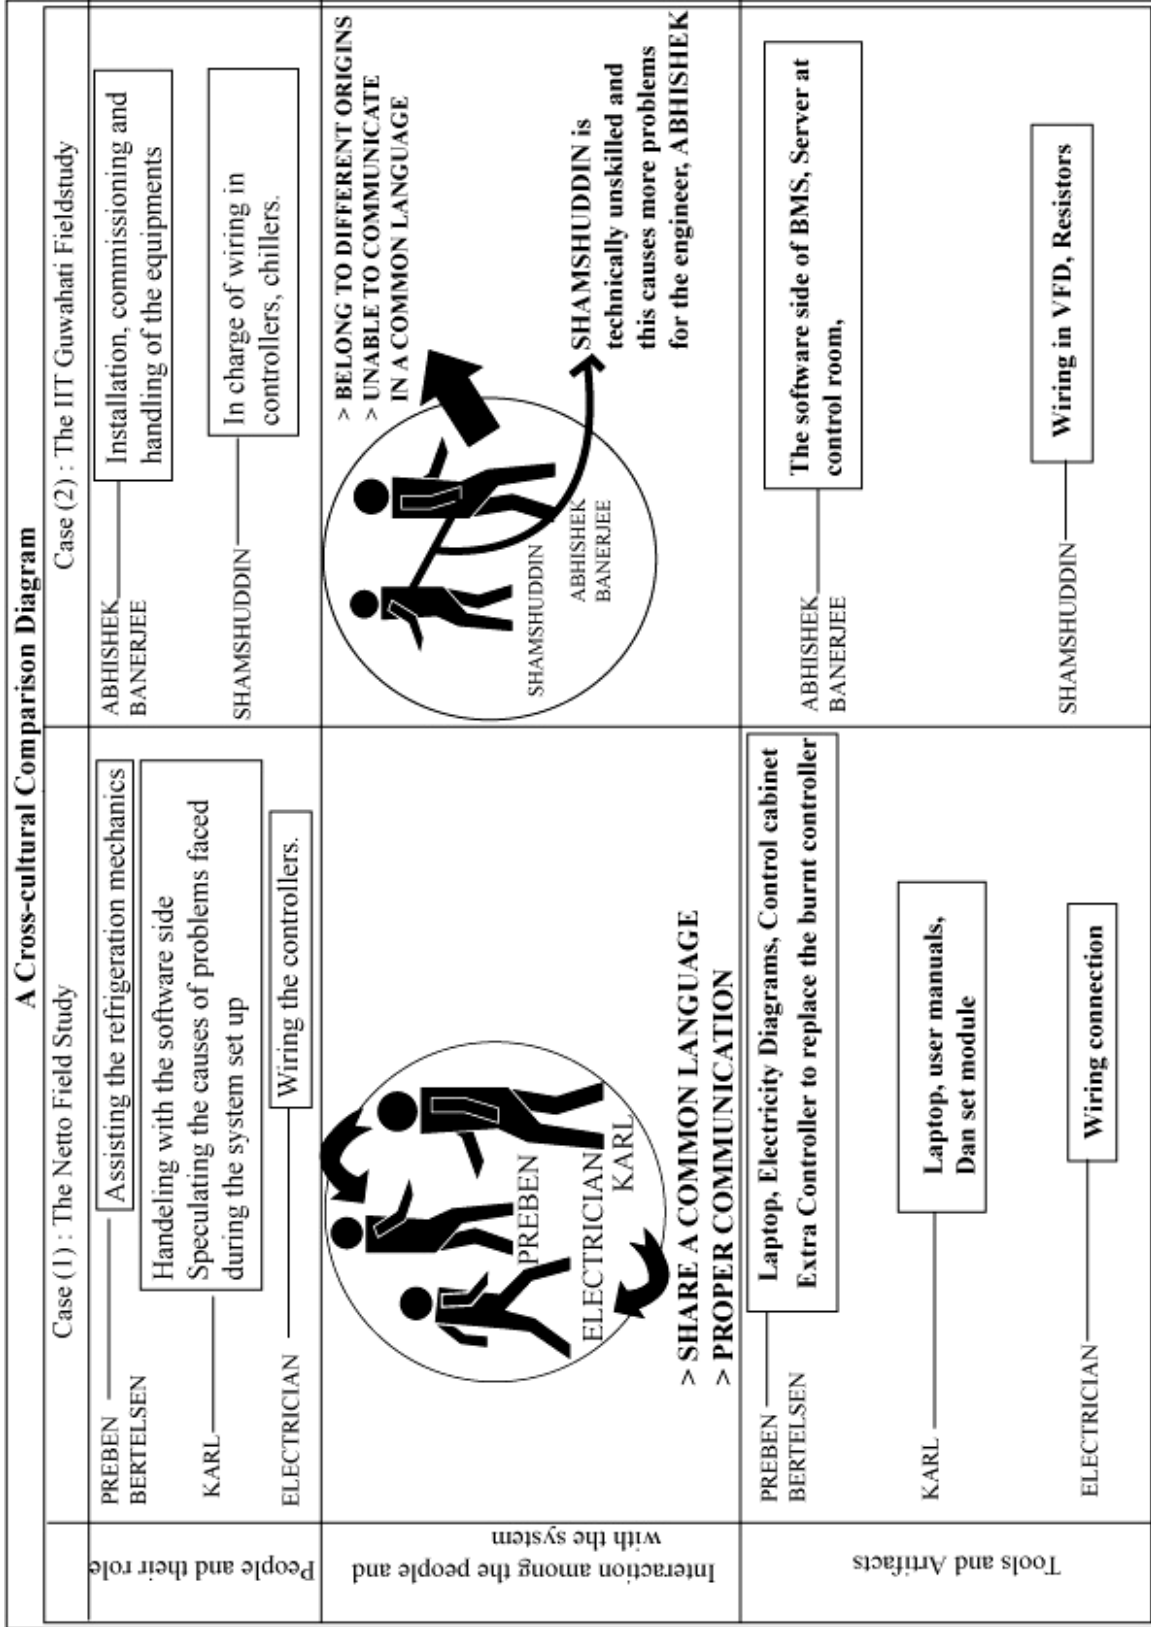 A Cross-cultural Comparison Diagram
Case (1) : The Netto Field Study
Case (2) : The IIT Guwahati Fieldstudy
People and their role
PREBEN
BERTELSEN
Assisting the refrigeration mechanics
KARL
Handeling with the software side
Speculating the causes of problems faced
during the system set up
ELECTRICIAN
Wiring the controllers.
ABHISHEK
BANERJEE
Installation, commissioning and
handling of the equipments
SHAMSHUDDIN
In charge of wiring in
controllers, chillers.
Interaction among the people and
with the system
PREBEN
ELECTRICIAN
KARL
> SHARE A COMMON LANGUAGE
> PROPER COMMUNICATION
SHAMSHUDDIN
ABHISHEK
BANERJEE
> BELONG TO DIFFERENT ORIGINS
> UNABLE TO COMMUNICATE
IN A COMMON LANGUAGE
SHAMSHUDDIN is
technically unskilled and
this causes more problems
for the engineer, ABHISHEK
Tools and Artifacts
PREBEN
BERTELSEN
Laptop, Electricity Diagrams, Control cabinet
Extra Controller to replace the burnt controller
KARL
Laptop, user manuals,
Dan set module
ELECTRICIAN
Wiring connection
ABHISHEK
BANERJEE
The software side of BMS, Server at
control room,
SHAMSHUDDIN
Wiring in VFD, Resistors